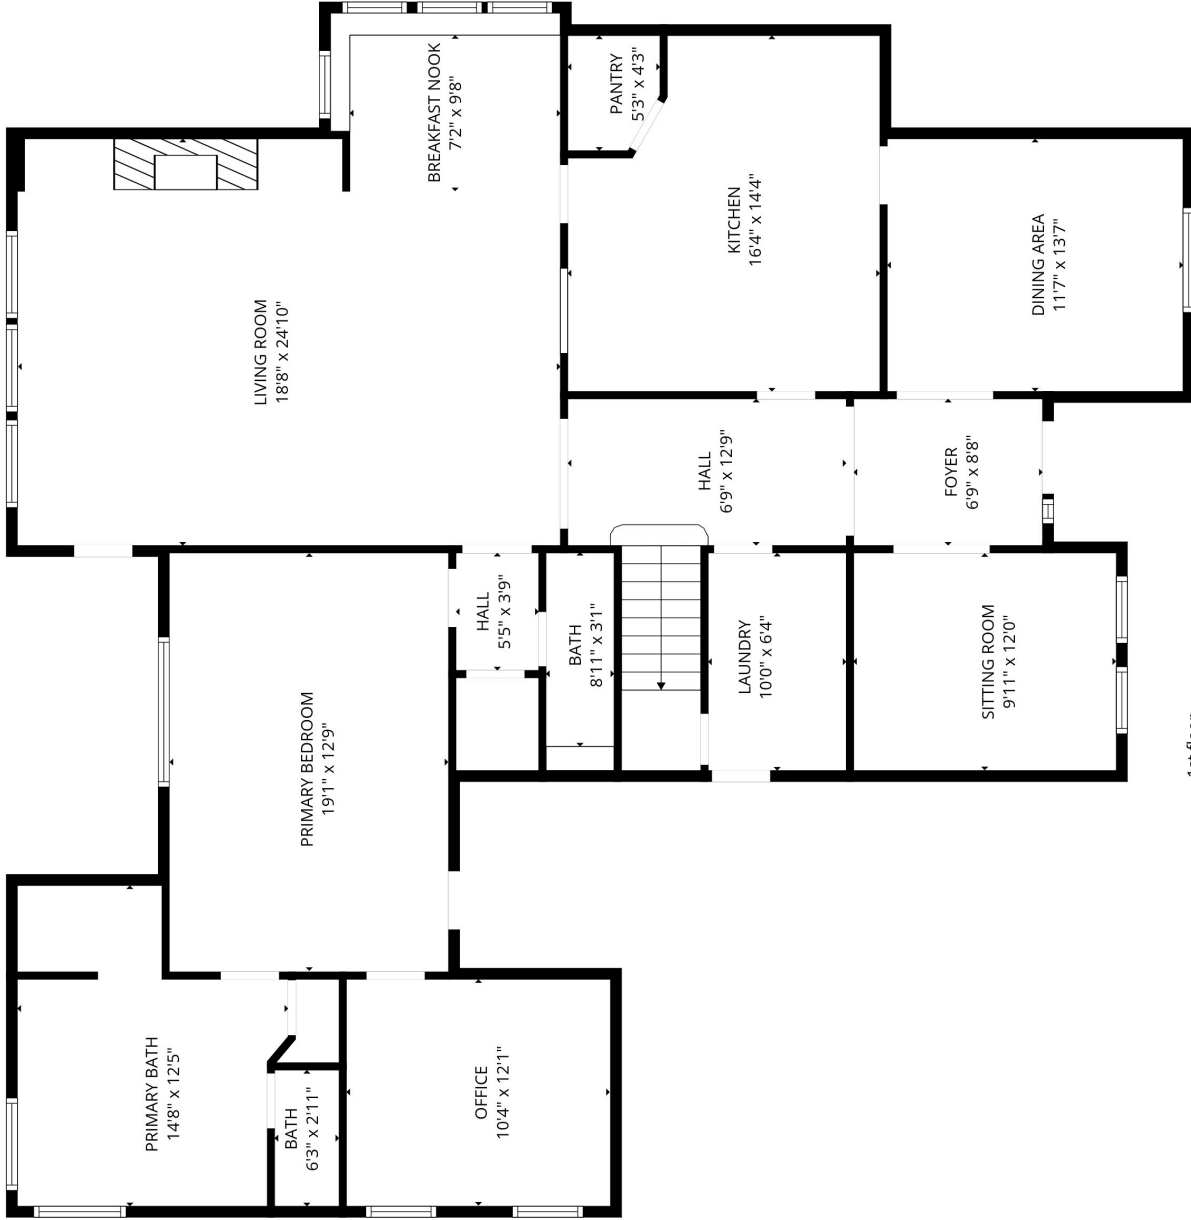 BREAKFAST NOOK
7'2" x 9'8"
PANTRY
5'3" x 4'3"
KITCHEN
16'4" x 14'4"
DINING AREA
11'7" x 13'7"
LIVING ROOM
18'8" x 24'10"
HALL
6'9" x 12'9"
FOYER
6'9" x 8'8"
HALL
5'5" x 3'9"
BATH
8'11" x 3'1"
LAUNDRY
10'0" x 6'4"
SITTING ROOM
9'11" x 12'0"
PRIMARY BEDROOM
19'1" x 12'9"
PRIMARY BATH
14'8" x 12'5"
BATH
6'3" x 2'11"
OFFICE
10'4" x 12'1"